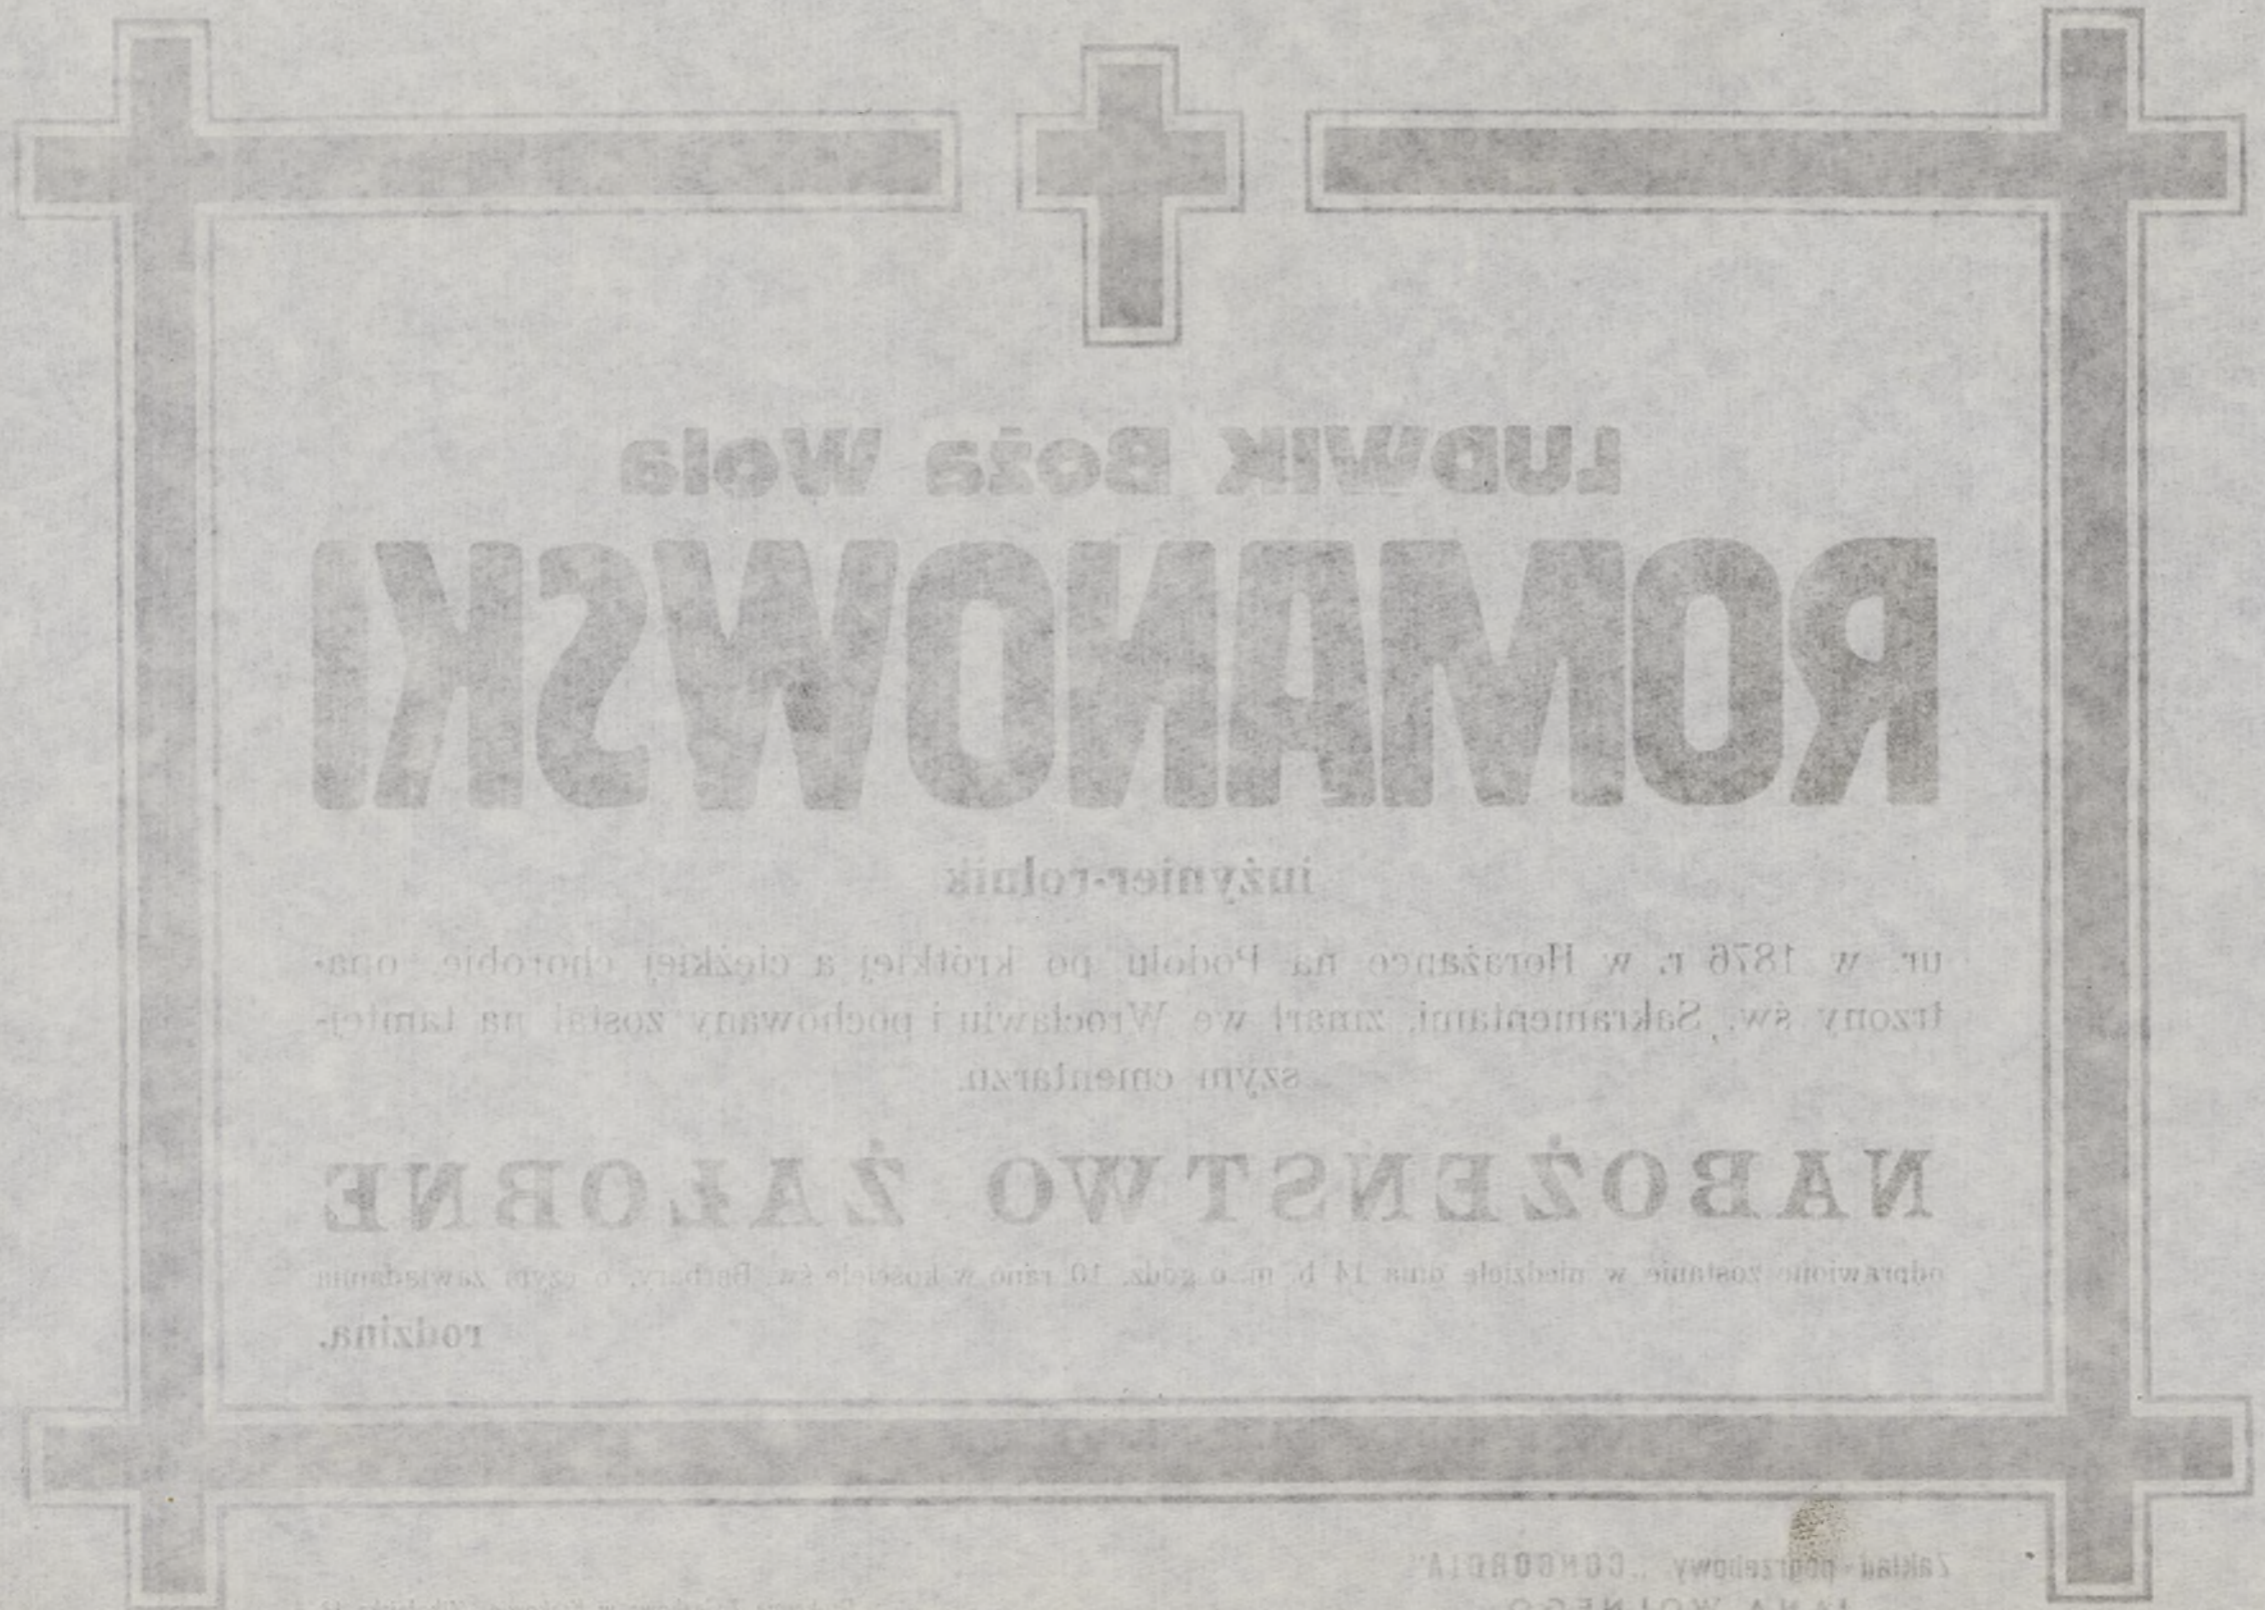 LUDWIK Boża Wola
ROMANOWSKI
inżynier-rolnik
ur. w 1876 r. w Horażance na Podolu po krótkiej a ciężkiej chorobie, opa-
trzony św. Sakramentami, zmarł we Wrocławiu i pochowany został na tamtej-
szym cmentarzu.
NABOŻEŃSTWO ŻAŁOBNE
odprawione zostanie w niedzielę dnia 14 b. m. o godz. 10 rano w kościele św. Barbary, o czym zawiadamia
rodzina.
Zakład pogrzebowy „CONCORDIA”
JANA WOLNEGO